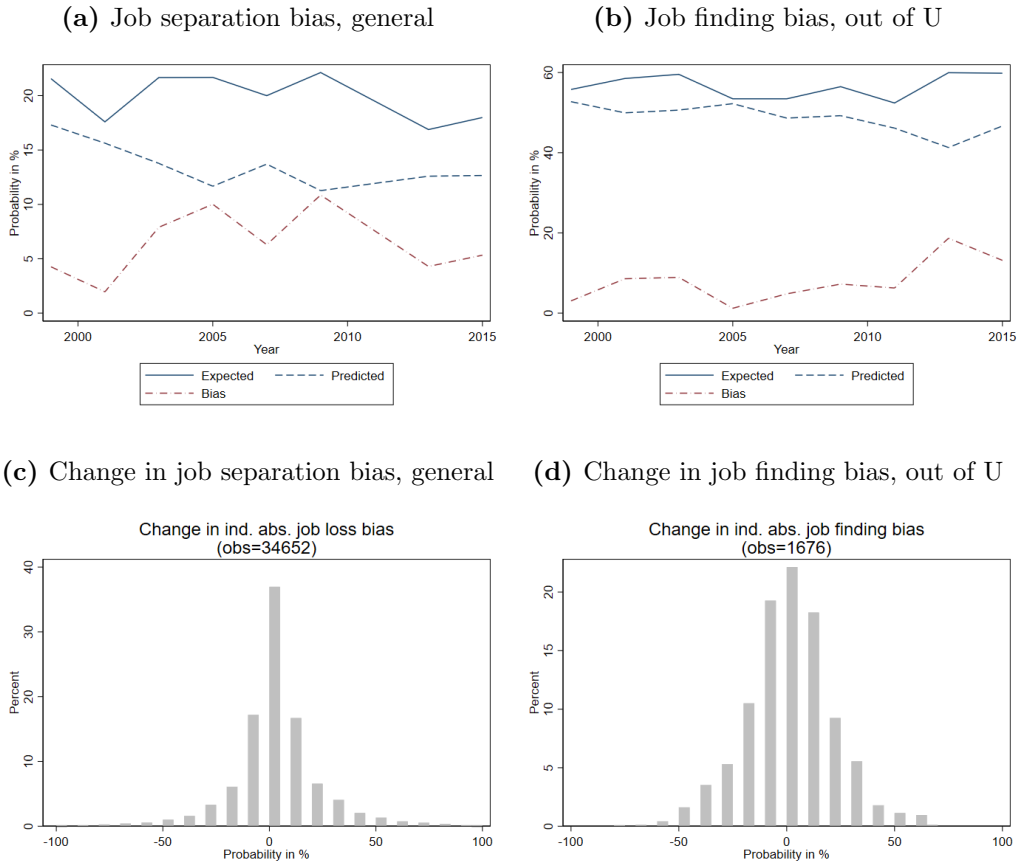 (a) Job separation bias, general
Probability in %
20
15
10
5
0
2000 2005 2010 2015
Year
Expected Predicted
Bias
(b) Job finding bias, out of U
Probability in %
60
40
20
0
2000 2005 2010 2015
Year
Expected Predicted
Bias
(c) Change in job separation bias, general
Change in ind. abs. job loss bias
(obs=34652)
Percent
40
30
20
10
0
-100 -50 0 50 100
Probability in %
(d) Change in job finding bias, out of U
Change in ind. abs. job finding bias
(obs=1676)
Percent
20
15
10
5
0
-100 -50 0 50 100
Probability in %